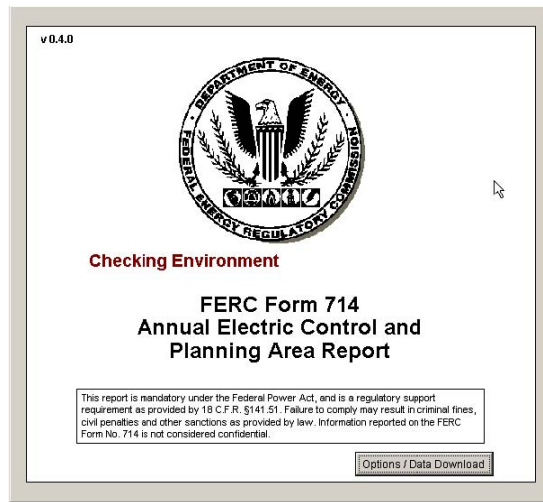 v 0.4.0
DEPARTMENT OF ENERGY
FEDERAL ENERGY REGULATORY COMMISSION
Checking Environment
FERC Form 714
Annual Electric Control and
Planning Area Report
This report is mandatory under the Federal Power Act, and is a regulatory support
requirement as provided by 18 C.F.R. §141.51. Failure to comply may result in criminal fines,
civil penalties and other sanctions as provided by law. Information reported on the FERC
Form No. 714 is not considered confidential.
Options / Data Download